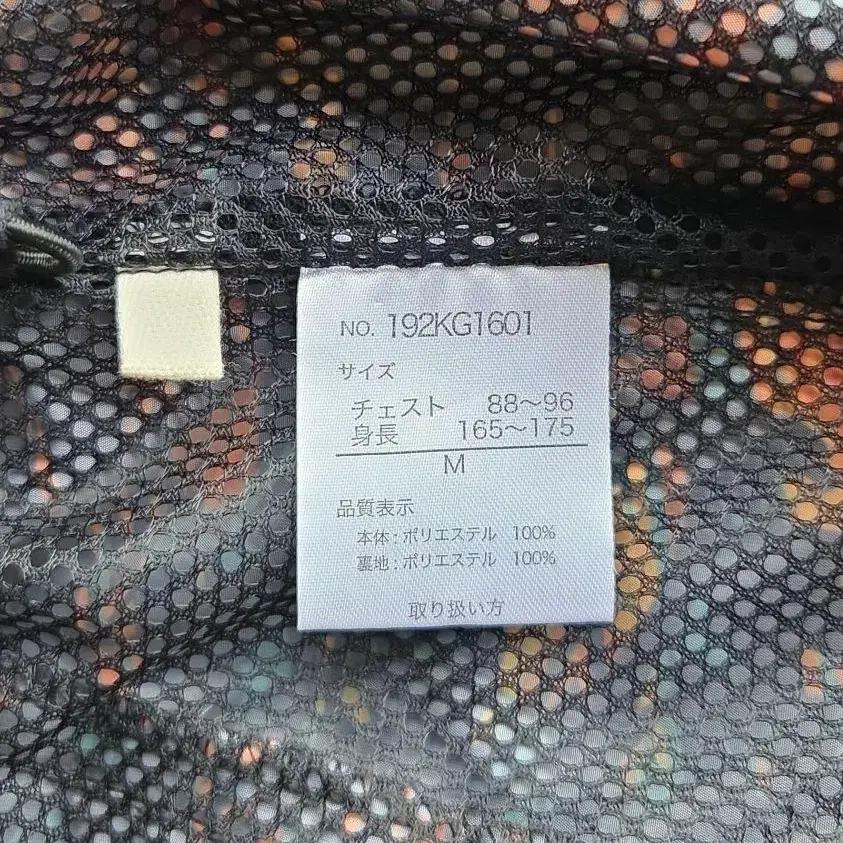 NO. 192KG1601
サイズ
チェスト 88～96
身長 165～175
M
品質表示
本体：ポリエステル 100%
裏地：ポリエステル 100%
取り扱い方